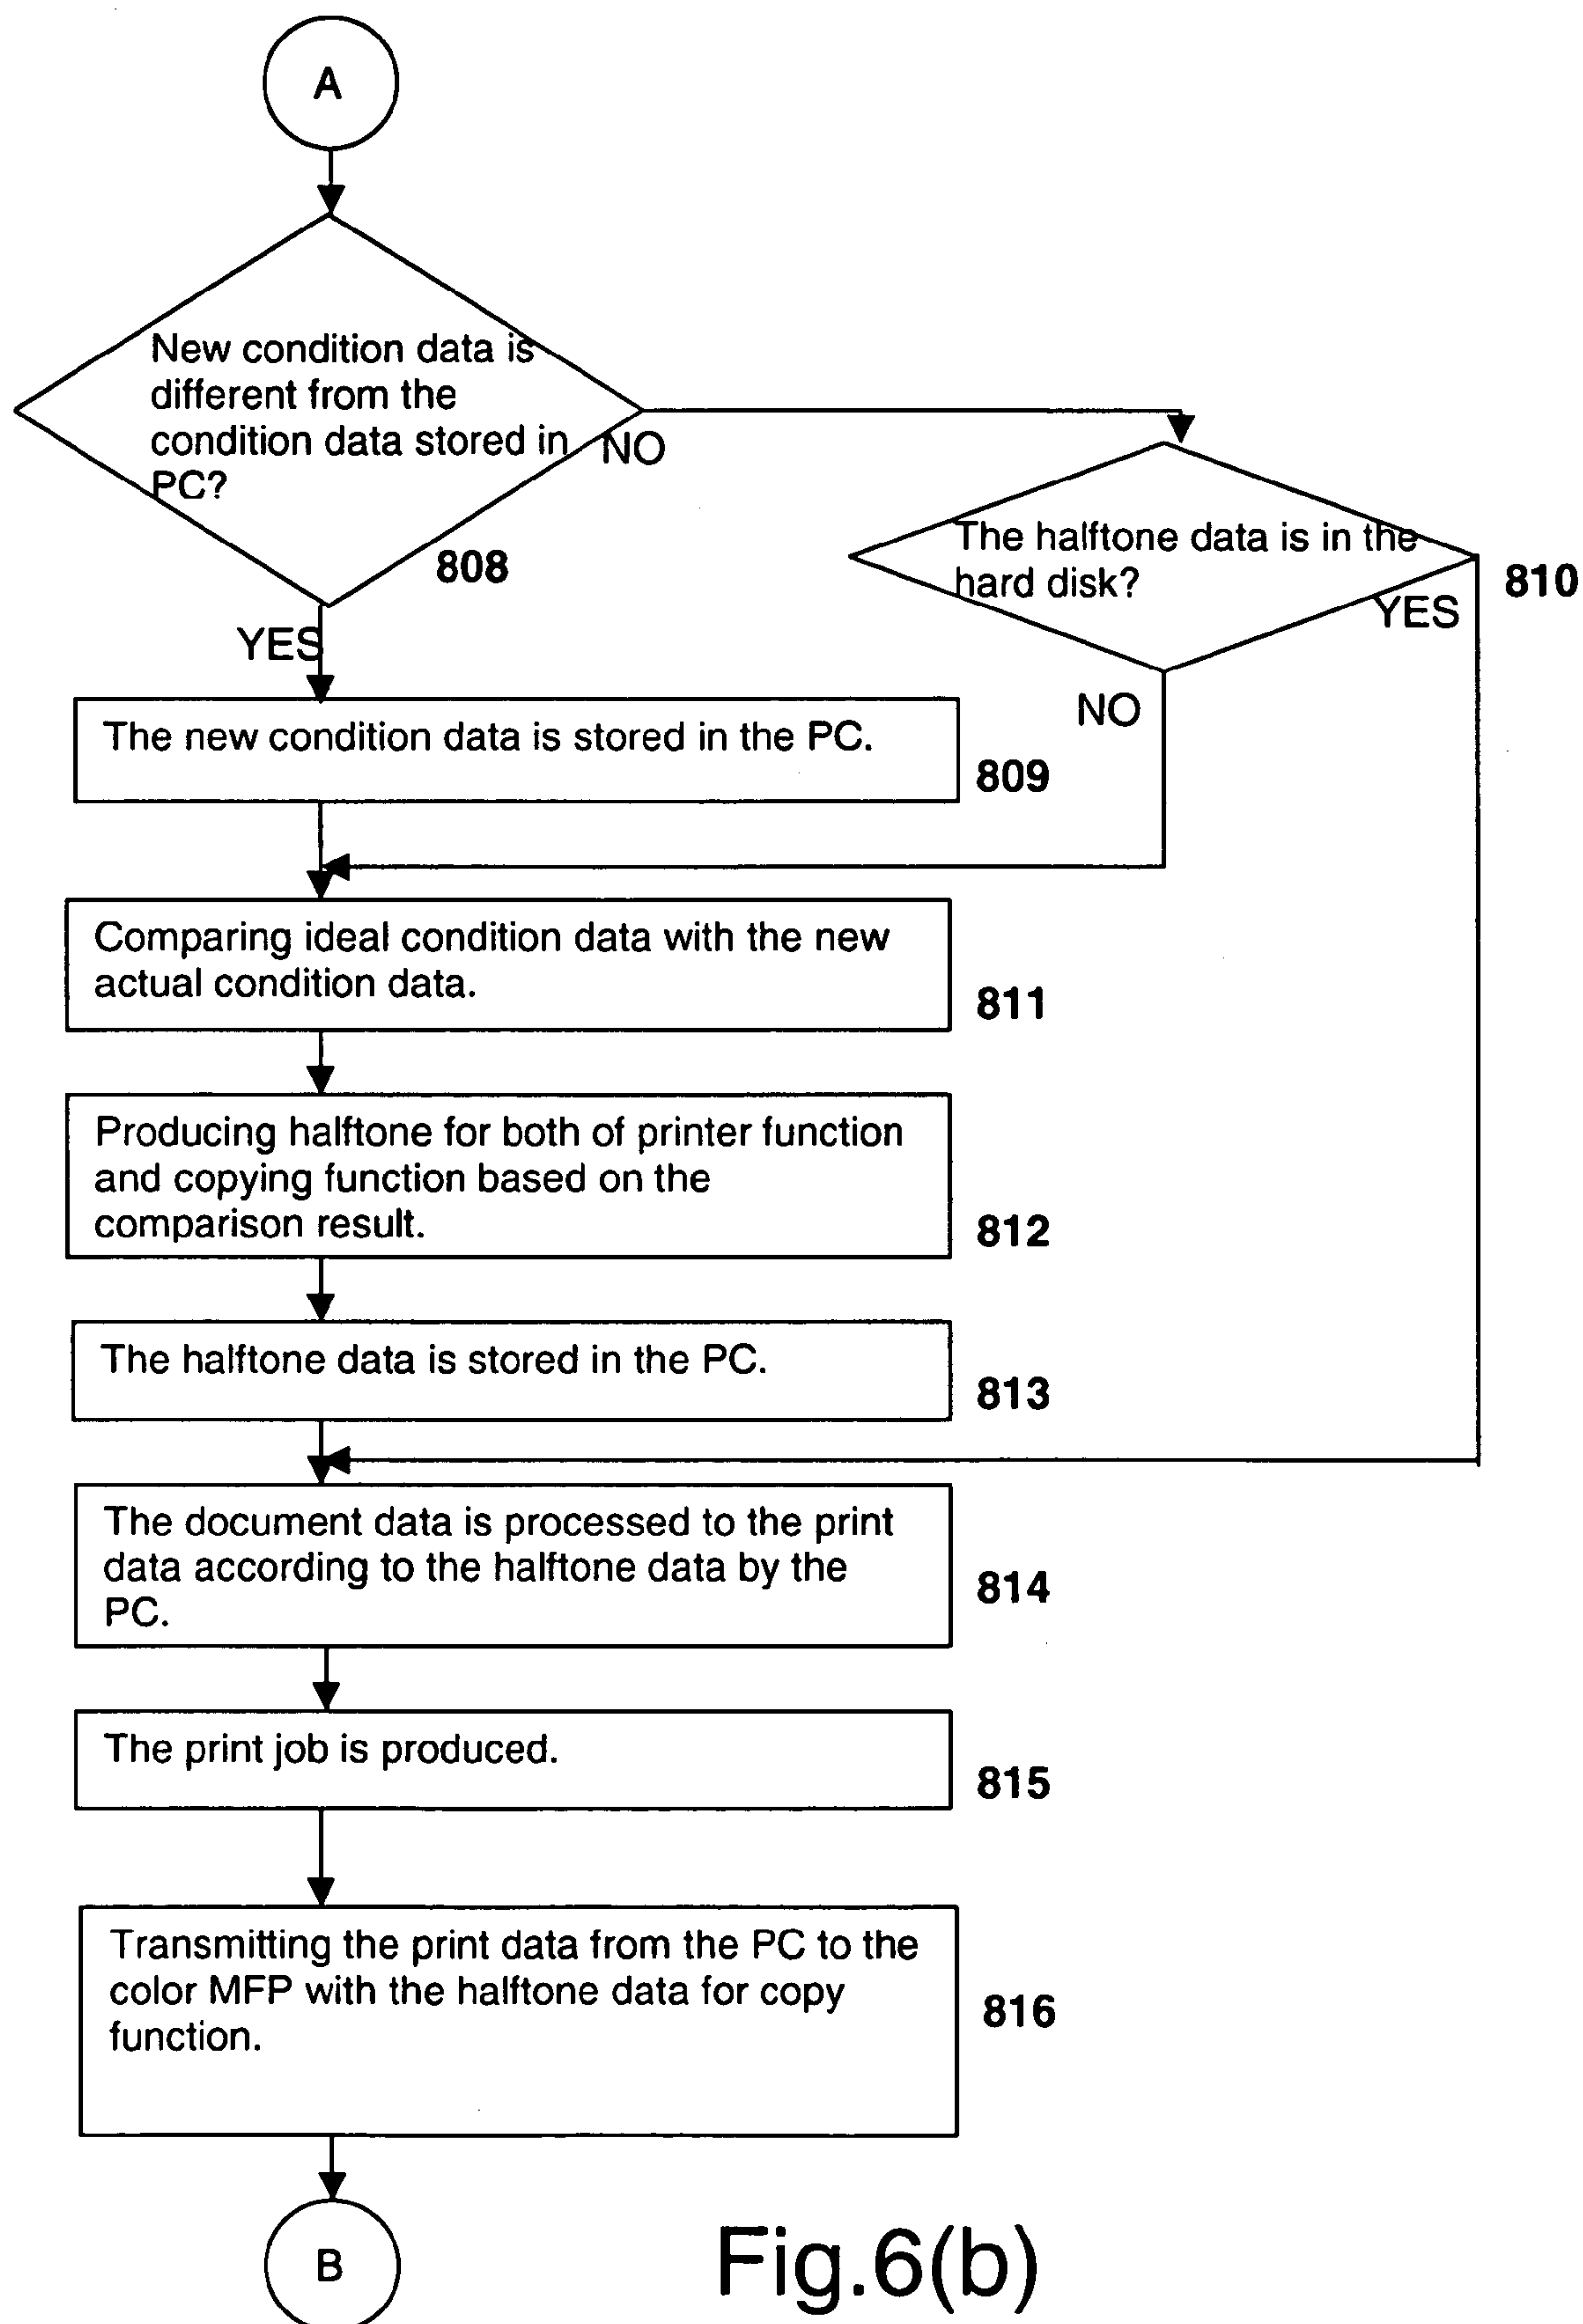 A
New condition data is
different from the
condition data stored in
PC?
NO
808
YES
The halftone data is in the
hard disk?
810
YES
NO
The new condition data is stored in the PC.
809
Comparing ideal condition data with the new
actual condition data.
811
Producing halftone for both of printer function
and copying function based on the
comparison result.
812
The halftone data is stored in the PC.
813
The document data is processed to the print
data according to the halftone data by the
PC.
814
The print job is produced.
815
Transmitting the print data from the PC to the
color MFP with the halftone data for copy
function.
816
B
Fig.6(b)